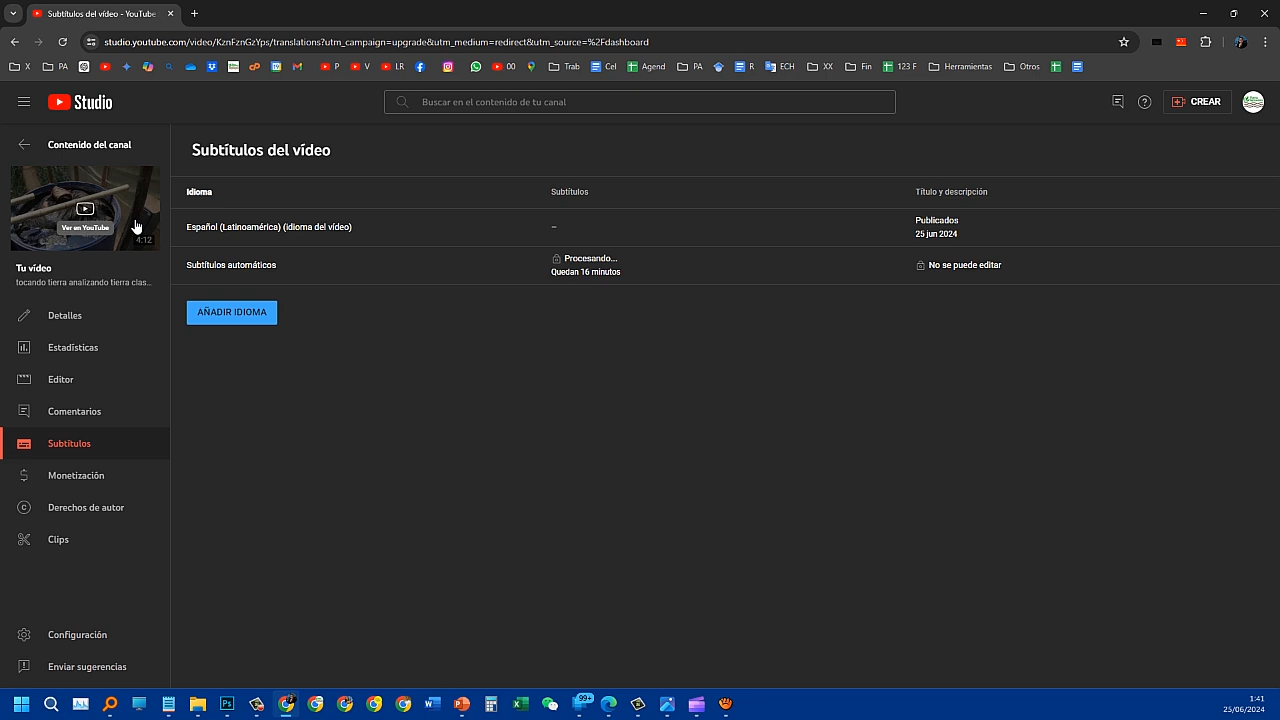 Subtítulos del vídeo - YouTube
studio.youtube.com/video/KznFznGzYps/translations?utm_campaign=upgrade&utm_medium=redirect&utm_source=%2Fdashboard
X PA P V LR 00 Trab Cel Agend PA R ECH XX Fin 123 F Herramientas Otros
Studio
Buscar en el contenido de tu canal
CREAR
Contenido del canal
Ver en YouTube
4:12
Tu vídeo
tocando tierra analizando tierra clas...
Detalles
Estadísticas
Editor
Comentarios
Subtítulos
Monetización
Derechos de autor
Clips
Configuración
Enviar sugerencias
Subtítulos del vídeo
Idioma Subtítulos Título y descripción
Español (Latinoamérica) (idioma del vídeo) – Publicados
25 jun 2024
Subtítulos automáticos Procesando... No se puede editar
Quedan 16 minutos
AÑADIR IDIOMA
99+
1:41
25/06/2024